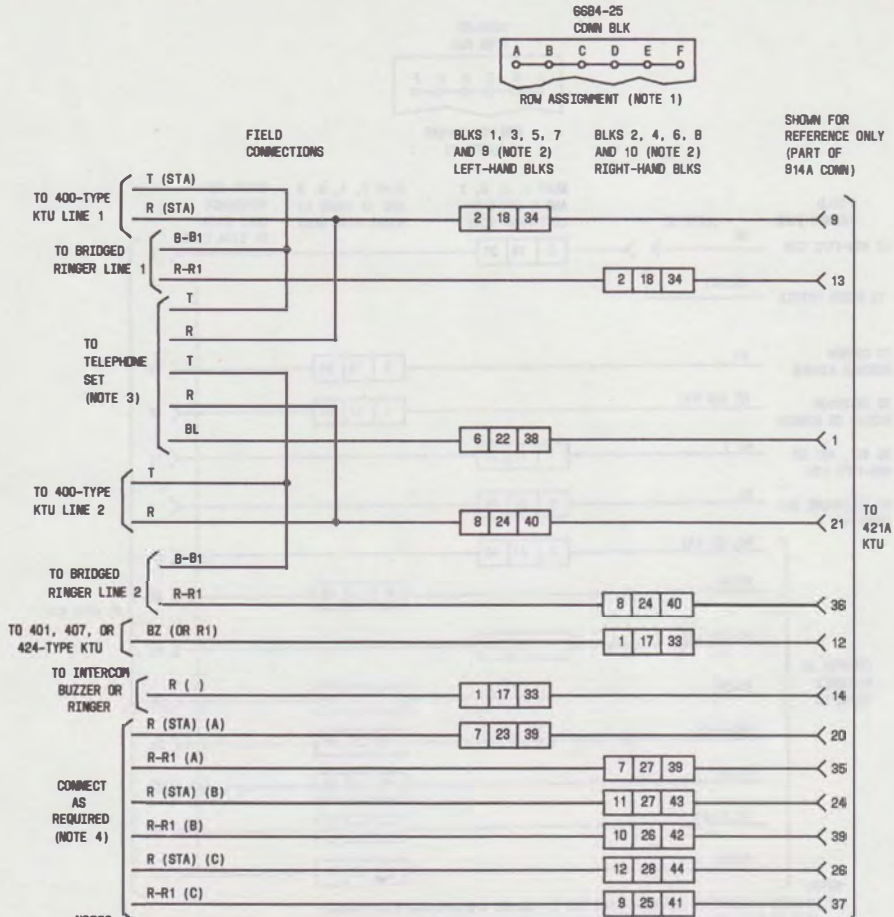 66B4-25
CONN BLK
A B C D E F
ROW ASSIGNMENT (NOTE 1)
FIELD
CONNECTIONS
BLKS 1, 3, 5, 7
AND 9 (NOTE 2)
LEFT-HAND BLKS
BLKS 2, 4, 6, 8
AND 10 (NOTE 2)
RIGHT-HAND BLKS
SHOWN FOR
REFERENCE ONLY
(PART OF
914A CONN)
TO 400-TYPE
KTU LINE 1
T (STA)
R (STA)
2 18 34
9
TO BRIDGED
RINGER LINE 1
B-B1
R-R1
2 18 34
13
TO
TELEPHONE
SET
(NOTE 3)
T
R
T
R
BL
6 22 38
1
TO 400-TYPE
KTU LINE 2
T
R
8 24 40
21
TO
421A
KTU
TO BRIDGED
RINGER LINE 2
B-B1
R-R1
8 24 40
36
TO 401, 407, OR
424-TYPE KTU
BZ (OR R1)
1 17 33
12
TO INTERCOM
BUZZER OR
RINGER
R ( )
1 17 33
14
CONNECT
AS
REQUIRED
(NOTE 4)
R (STA) (A)
7 23 39
20
R-R1 (A)
7 27 39
35
R (STA) (B)
11 27 43
24
R-R1 (B)
10 26 42
39
R (STA) (C)
12 28 44
26
R-R1 (C)
9 25 41
37